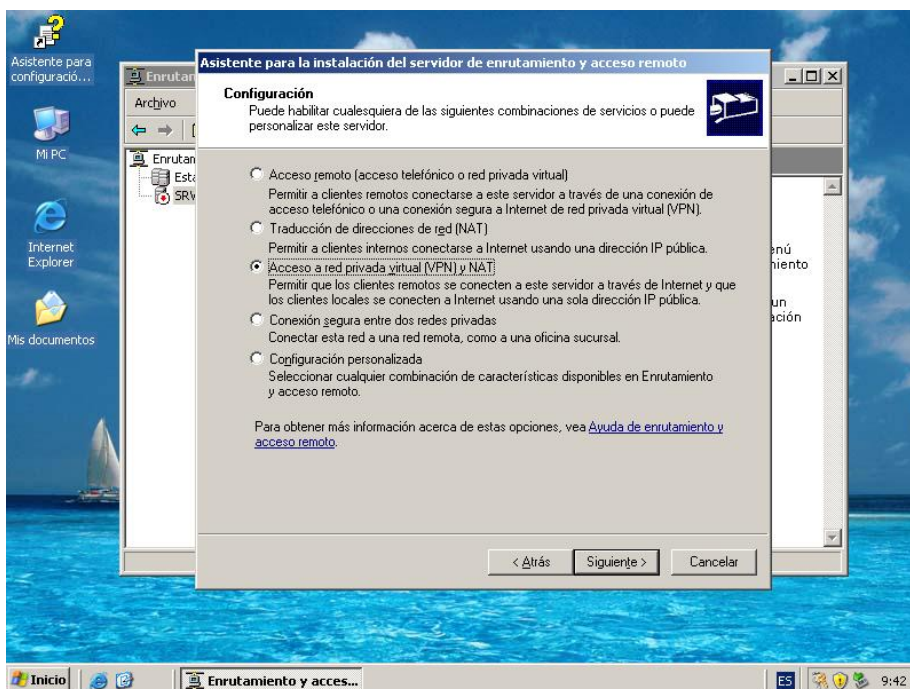 Asistente para
configuració...
Mi PC
Internet
Explorer
Mis documentos
Enrutan
Archivo
Enrutan
Esta
SRV
enú
niento
un
ación
Asistente para la instalación del servidor de enrutamiento y acceso remoto
Configuración
Puede habilitar cualesquiera de las siguientes combinaciones de servicios o puede
personalizar este servidor.
Acceso remoto (acceso telefónico o red privada virtual)
Permitir a clientes remotos conectarse a este servidor a través de una conexión de
acceso telefónico o una conexión segura a Internet de red privada virtual (VPN).
Traducción de direcciones de red (NAT)
Permitir a clientes internos conectarse a Internet usando una dirección IP pública.
Acceso a red privada virtual (VPN) y NAT
Permitir que los clientes remotos se conecten a este servidor a través de Internet y que
los clientes locales se conecten a Internet usando una sola dirección IP pública.
Conexión segura entre dos redes privadas
Conectar esta red a una red remota, como a una oficina sucursal.
Configuración personalizada
Seleccionar cualquier combinación de características disponibles en Enrutamiento
y acceso remoto.
Para obtener más información acerca de estas opciones, vea Ayuda de enrutamiento y
acceso remoto.
< Atrás
Siguiente >
Cancelar
Inicio
Enrutamiento y acces...
ES
9:42